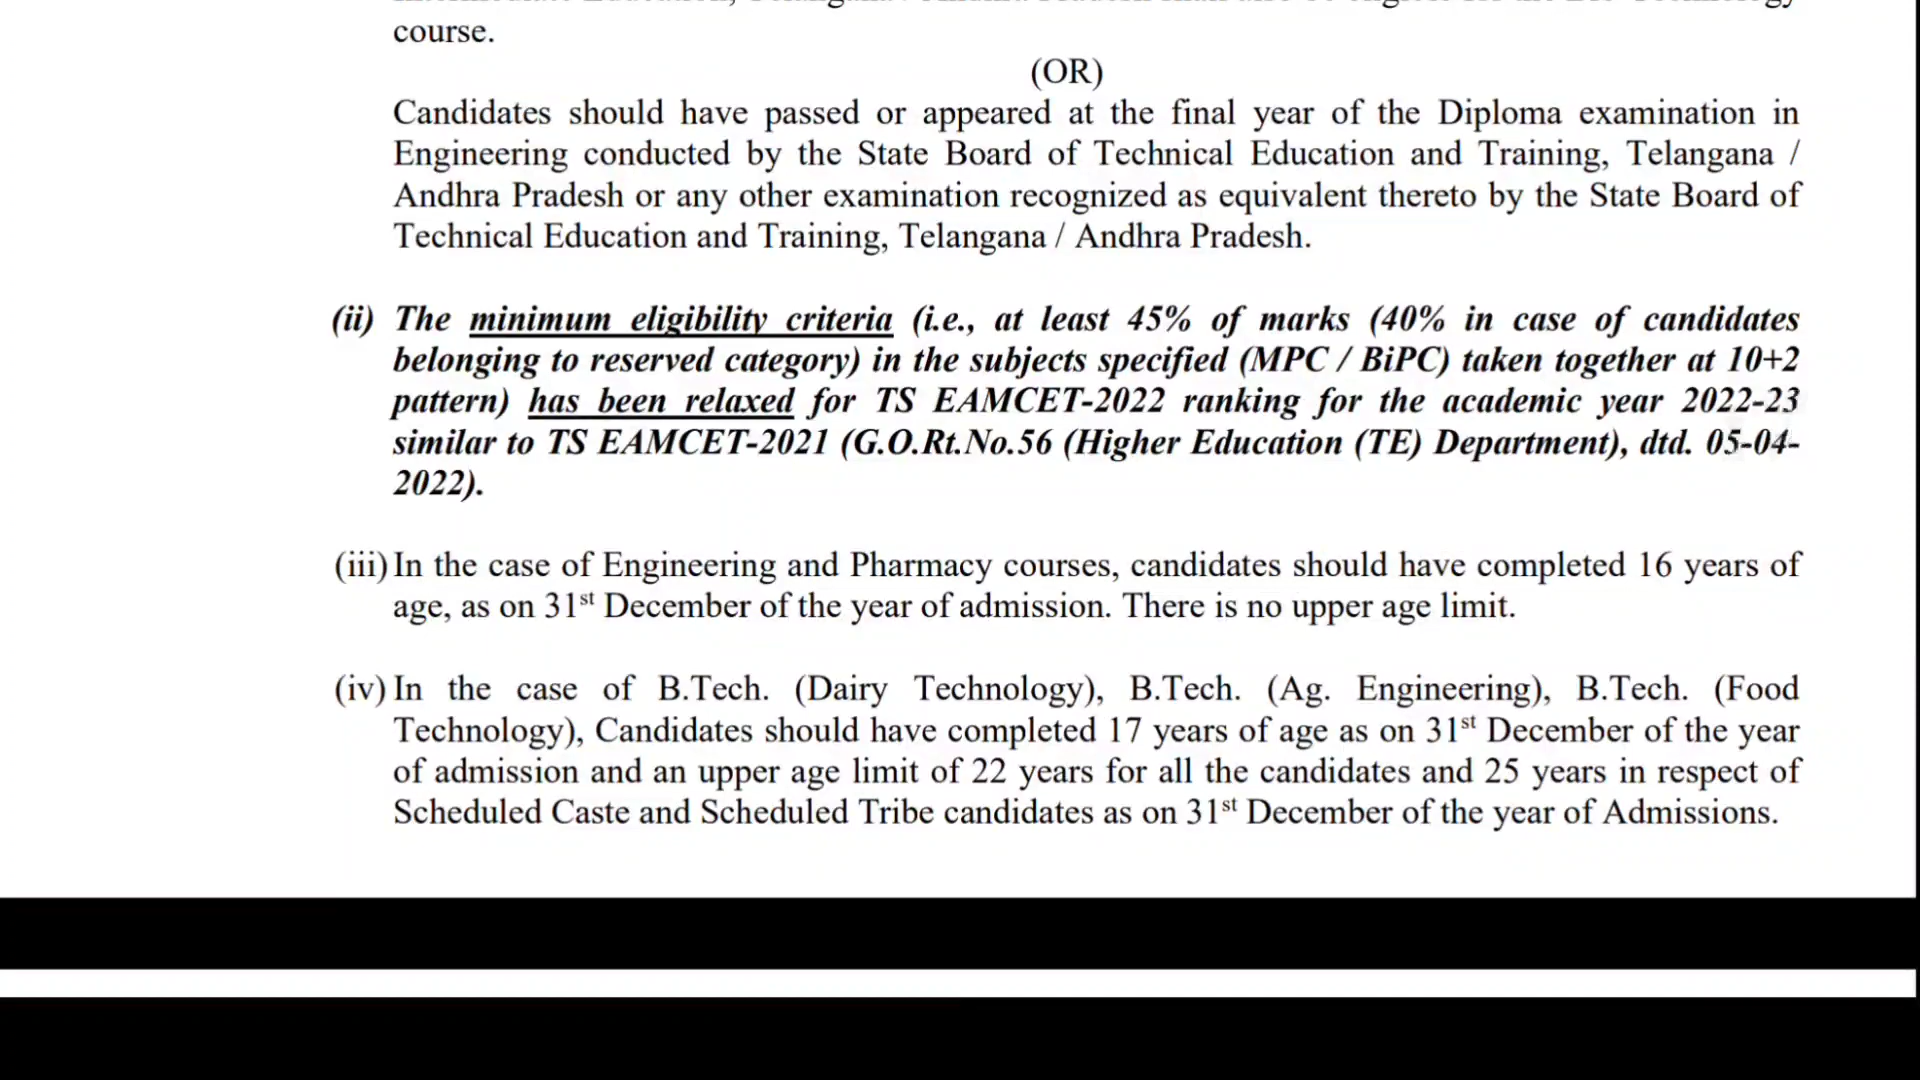 course.
(OR)
Candidates should have passed or appeared at the final year of the Diploma examination in
Engineering conducted by the State Board of Technical Education and Training, Telangana /
Andhra Pradesh or any other examination recognized as equivalent thereto by the State Board of
Technical Education and Training, Telangana / Andhra Pradesh.
(ii) The minimum eligibility criteria (i.e., at least 45% of marks (40% in case of candidates
belonging to reserved category) in the subjects specified (MPC / BiPC) taken together at 10+2
pattern) has been relaxed for TS EAMCET-2022 ranking for the academic year 2022-23
similar to TS EAMCET-2021 (G.O.Rt.No.56 (Higher Education (TE) Department), dtd. 05-04-
2022).
(iii) In the case of Engineering and Pharmacy courses, candidates should have completed 16 years of
age, as on 31st December of the year of admission. There is no upper age limit.
(iv) In the case of B.Tech. (Dairy Technology), B.Tech. (Ag. Engineering), B.Tech. (Food
Technology), Candidates should have completed 17 years of age as on 31st December of the year
of admission and an upper age limit of 22 years for all the candidates and 25 years in respect of
Scheduled Caste and Scheduled Tribe candidates as on 31st December of the year of Admissions.